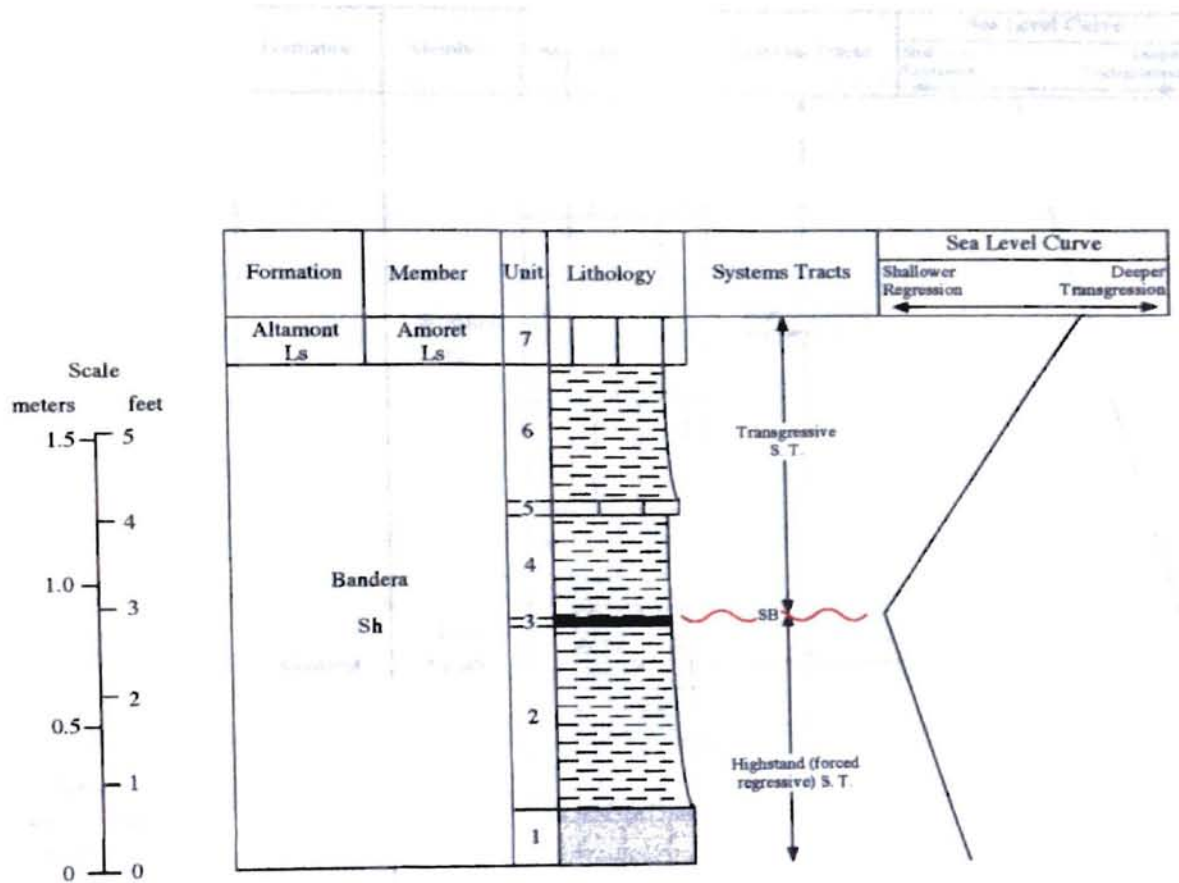 Sea Level Curve
Formation Member Unit Lithology Systems Tracts
Shallower Deeper
Regression Transgression
Altamont Amoret 7
Ls Ls
Scale
meters feet
1.5 5
6
Transgressive
S. T.
5
4
4
1.0
Bandera
3
SB
3
Sh
2
2
0.5
Highstand (forced
regressive) S. T.
1
1
0 0